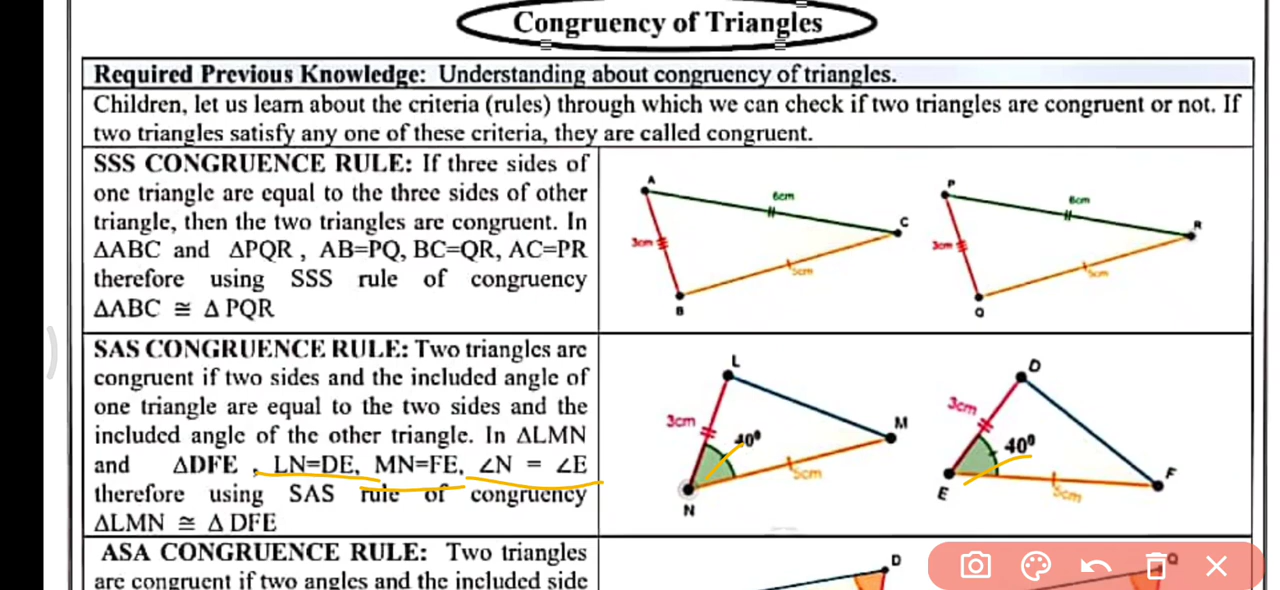 Congruency of Triangles
Required Previous Knowledge: Understanding about congruency of triangles.
Children, let us learn about the criteria (rules) through which we can check if two triangles are congruent or not. If
two triangles satisfy any one of these criteria, they are called congruent.
SSS CONGRUENCE RULE: If three sides of
one triangle are equal to the three sides of other
triangle, then the two triangles are congruent. In
ΔABC and ΔPQR , AB=PQ, BC=QR, AC=PR
therefore using SSS rule of congruency
ΔABC ≅ Δ PQR
A
6cm
C
3cm
5cm
B
P
6cm
R
3cm
5cm
Q
SAS CONGRUENCE RULE: Two triangles are
congruent if two sides and the included angle of
one triangle are equal to the two sides and the
included angle of the other triangle. In ΔLMN
and ΔDFE , LN=DE, MN=FE, ∠N = ∠E
therefore using SAS rule of congruency
ΔLMN ≅ Δ DFE
L
3cm
M
40⁰
5cm
N
D
3cm
40⁰
F
E
5cm
ASA CONGRUENCE RULE: Two triangles
are congruent if two angles and the included side
D
Q